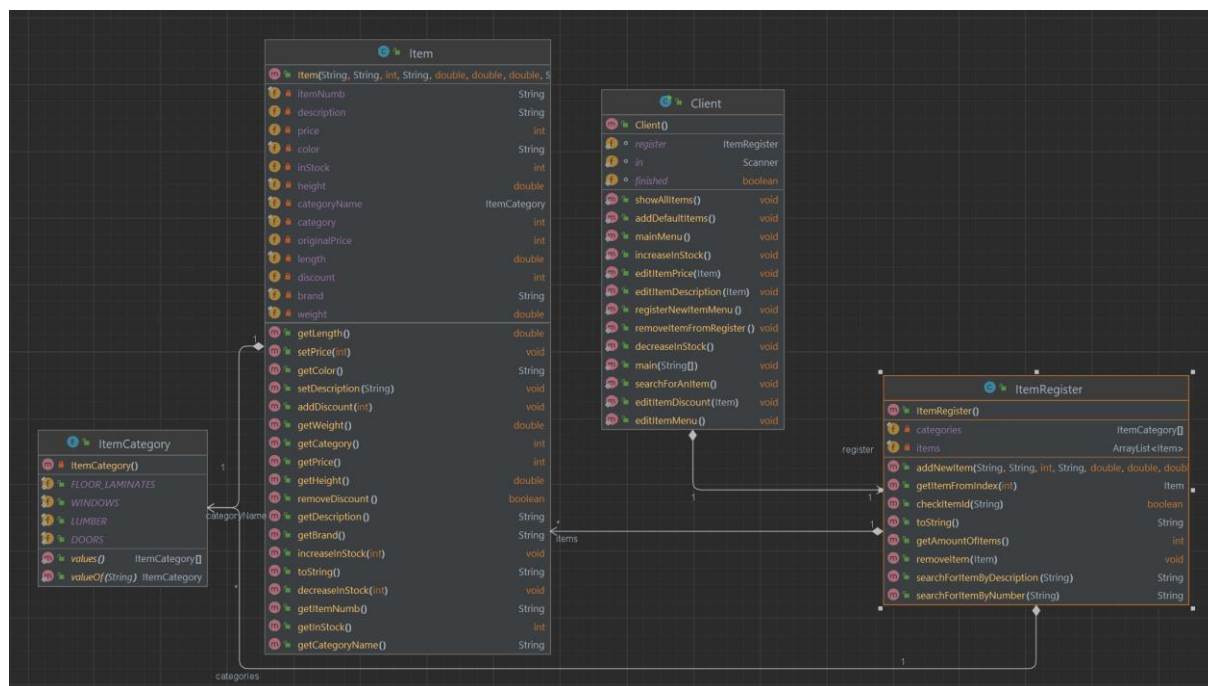 Item
Item(String, String, int, String, double, double, double, S
itemNumb String
description String
price int
color String
inStock int
height double
categoryName ItemCategory
category int
originalPrice int
length double
discount int
brand String
weight double
getLength() double
setPrice(int) void
getColor() String
setDescription(String) void
addDiscount(int) void
getWeight() double
getCategory() int
getPrice() int
getHeight() double
removeDiscount() boolean
getDescription() String
getBrand() String
increaseInStock(int) void
toString() String
decreaseInStock(int) void
getItemNumb() String
getInStock() int
getCategoryName() String
Client
Client()
register ItemRegister
in Scanner
finished boolean
showAllItems() void
addDefaultItems() void
mainMenu() void
increaseInStock() void
editItemPrice(Item) void
editItemDescription(Item) void
registerNewItemMenu() void
removeItemFromRegister() void
decreaseInStock() void
main(String[]) void
searchForAnItem() void
editItemDiscount(Item) void
editItemMenu() void
ItemRegister
ItemRegister()
categories ItemCategory[]
items ArrayList<Item>
addNewItem(String, String, int, String, double, double, doub
getItemFromIndex(int) Item
checkItemId(String) boolean
toString() String
getAmountOfItems() int
removeItem(Item) void
searchForItemByDescription(String) String
searchForItemByNumber(String) String
ItemCategory
ItemCategory()
FLOOR_LAMINATES
WINDOWS
LUMBER
DOORS
values() ItemCategory[]
valueOf(String) ItemCategory
1
1
categoryName
*
categories
1
register
1
1
*
items
1